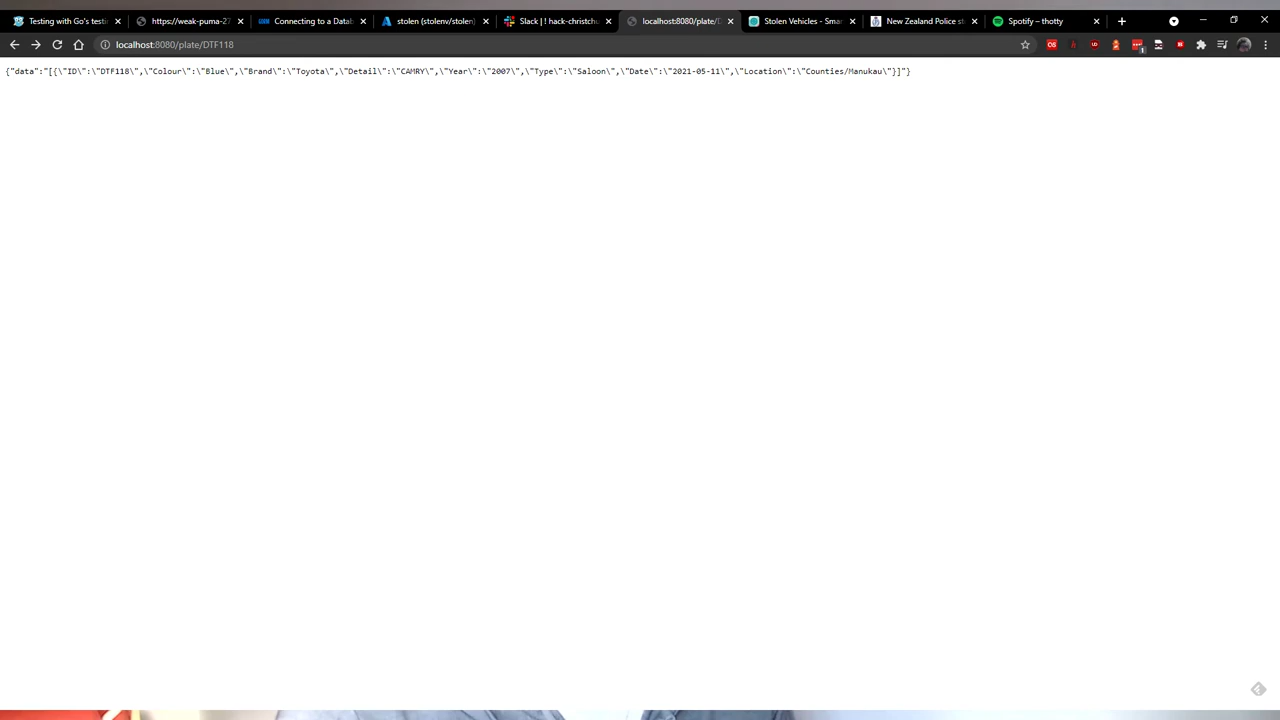 Testing with Go's testin
https://weak-puma-27
Connecting to a Datab
stolen (stolenv/stolen)
Slack | ! hack-christchu
localhost:8080/plate/D
Stolen Vehicles - Smar
New Zealand Police st
Spotify – thotty
localhost:8080/plate/DTF118
{"data":"[{\"ID\":\"DTF118\",\"Colour\":\"Blue\",\"Brand\":\"Toyota\",\"Detail\":\"CAMRY\",\"Year\":\"2007\",\"Type\":\"Saloon\",\"Date\":\"2021-05-11\",\"Location\":\"Counties/Manukau\"}]"}